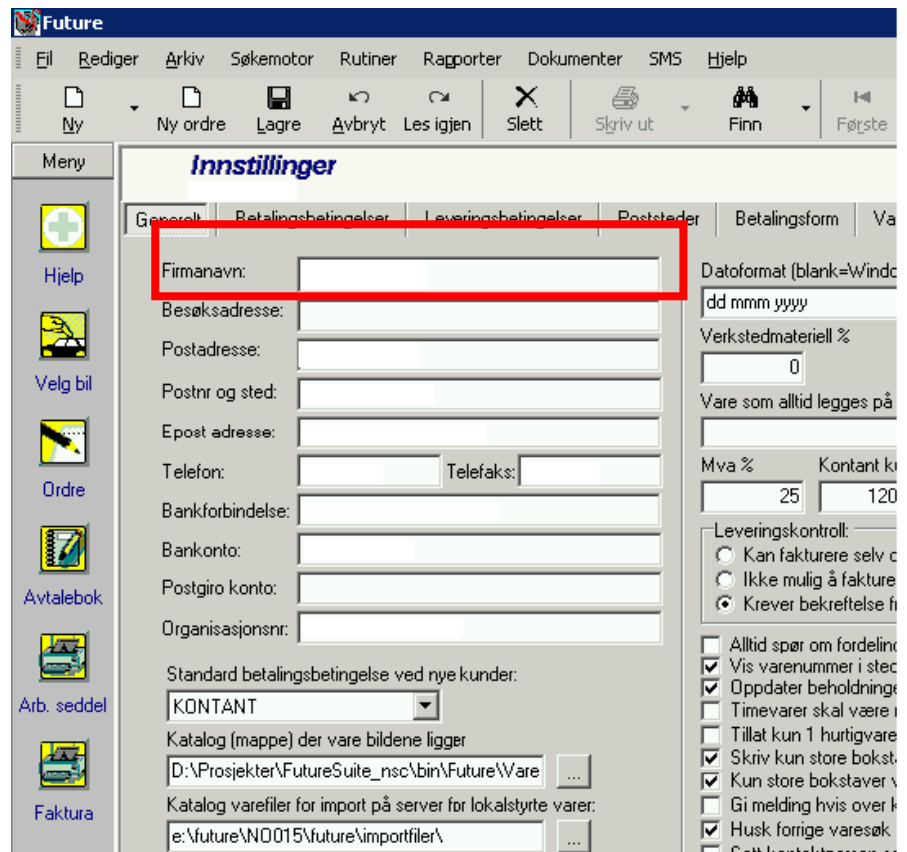 Future
Fil Rediger Arkiv Søkemotor Rutiner Rapporter Dokumenter SMS Hjelp
Ny Ny ordre Lagre Avbryt Les igjen Slett Skriv ut Finn Første
Meny
Innstillinger
Generelt Betalingsbetingelser Leveringsbetingelser Poststeder Betalingsform Va
Hjelp
Velg bil
Ordre
Avtalebok
Arb. seddel
Faktura
Firmanavn:
Besøksadresse:
Postadresse:
Postnr og sted:
Epost adresse:
Telefon: Telefaks:
Bankforbindelse:
Bankonto:
Postgiro konto:
Organisasjonsnr:
Standard betalingsbetingelse ved nye kunder:
KONTANT
Katalog (mappe) der vare bildene ligger
D:\Prosjekter\FutureSuite_nsc\bin\Future\Vare ...
Katalog varefiler for import på server for lokalstyrte varer:
e:\future\NO015\future\importfiler\ ...
Datoformat (blank=Windo
dd mmm yyyy
Verkstedmateriell %
0
Vare som alltid legges på
Mva % Kontant ku
25 120
Leveringskontroll:
Kan fakturere selv o
Ikke mulig å fakture
Krever bekreftelse fr
Alltid spør om fordeling
Vis varenummer i sted
Oppdater beholdninge
Timevarer skal være
Tillat kun 1 hurtigvare
Skriv kun store boksta
Kun store bokstaver v
Gi melding hvis over k
Husk forrige varesøk